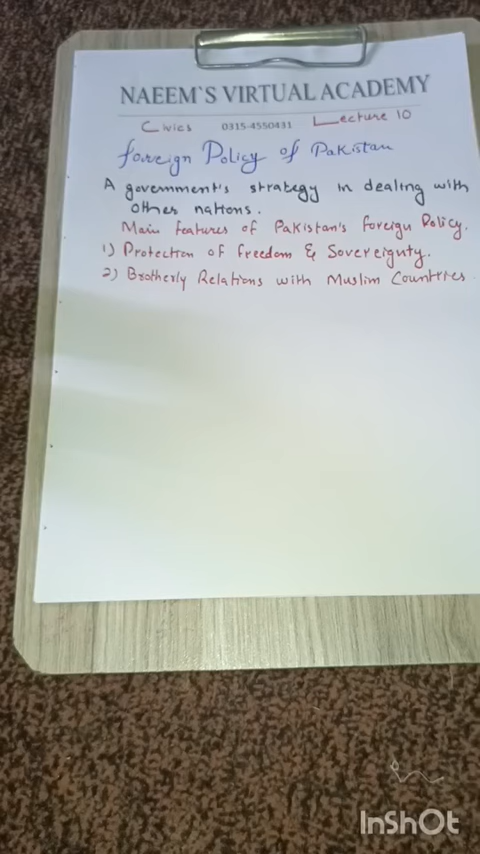 NAEEM`S VIRTUAL ACADEMY
Civics 0315-4550431 Lecture 10
Foreign Policy of Pakistan
A government's strategy in dealing with
other nations.
Main features of Pakistan's Foreign Policy.
1) Protection of Freedom & Sovereignty.
2) Brotherly Relations with Muslim Countries
InShOt